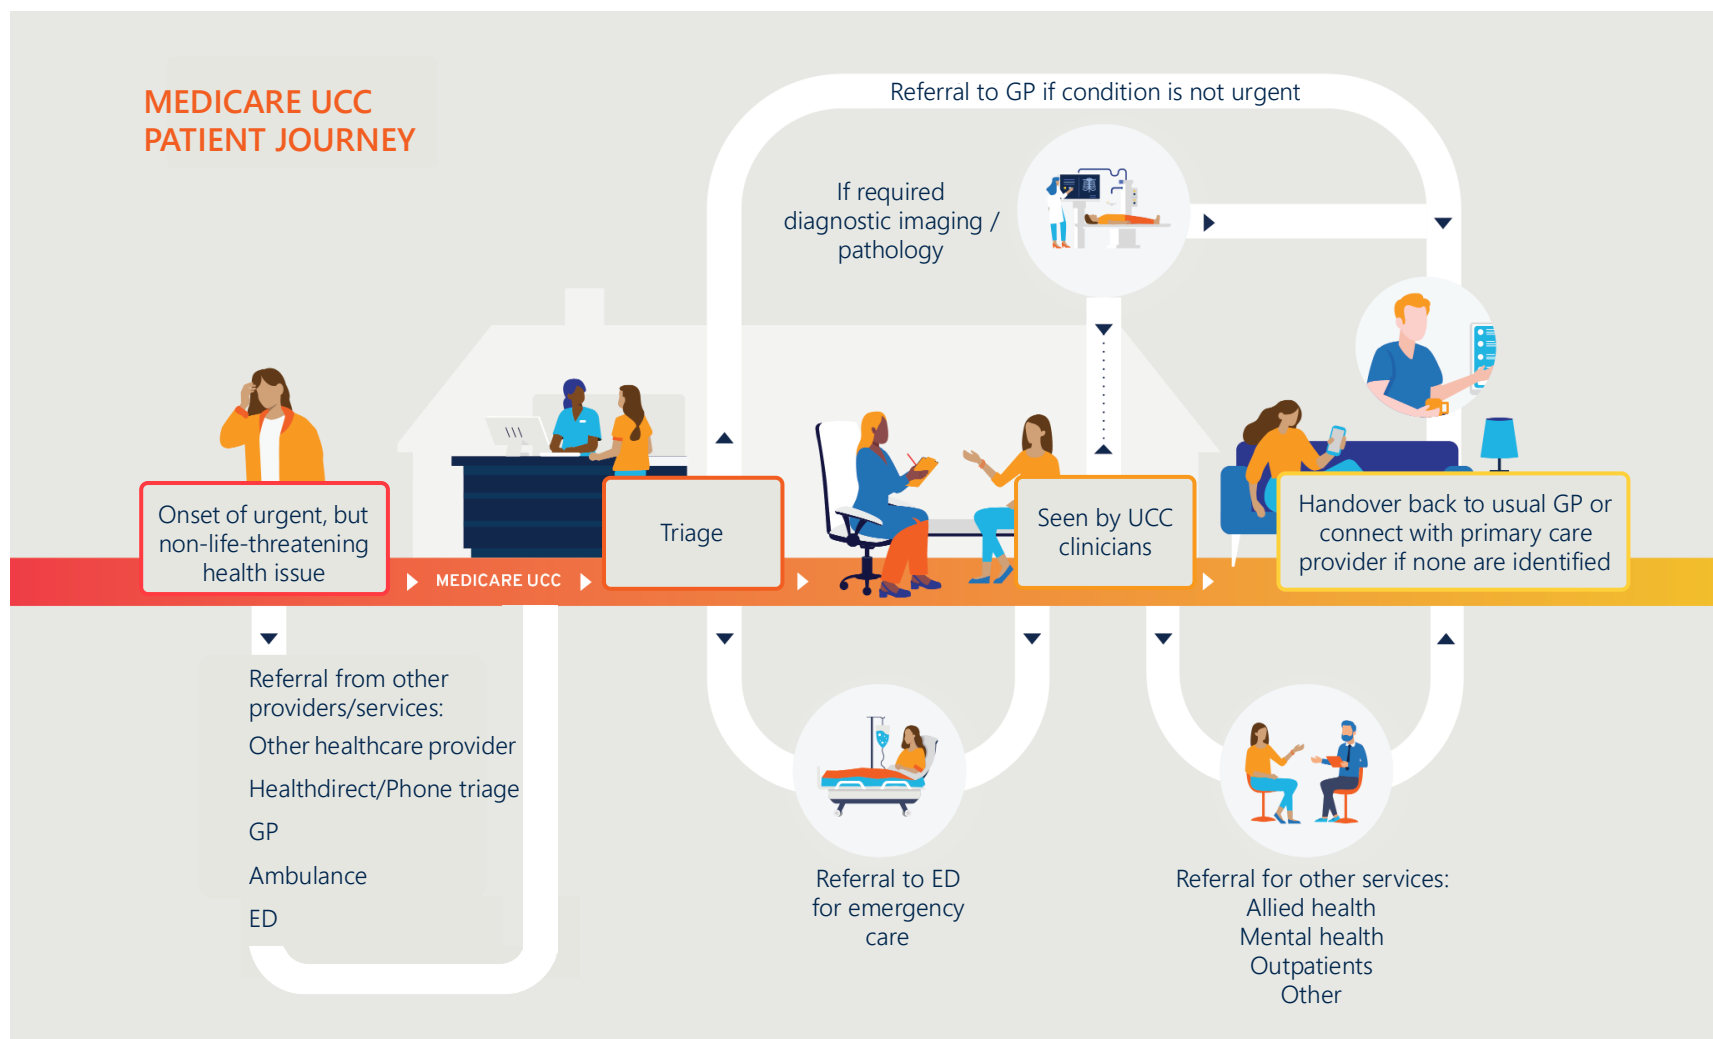 MEDICARE UCC
PATIENT JOURNEY
Referral to GP if condition is not urgent
If required
diagnostic imaging /
pathology
Onset of urgent, but
non-life-threatening
health issue
MEDICARE UCC
Triage
Seen by UCC
clinicians
Handover back to usual GP or
connect with primary care
provider if none are identified
Referral from other
providers/services:
Other healthcare provider
Healthdirect/Phone triage
GP
Ambulance
ED
Referral to ED
for emergency
care
Referral for other services:
Allied health
Mental health
Outpatients
Other